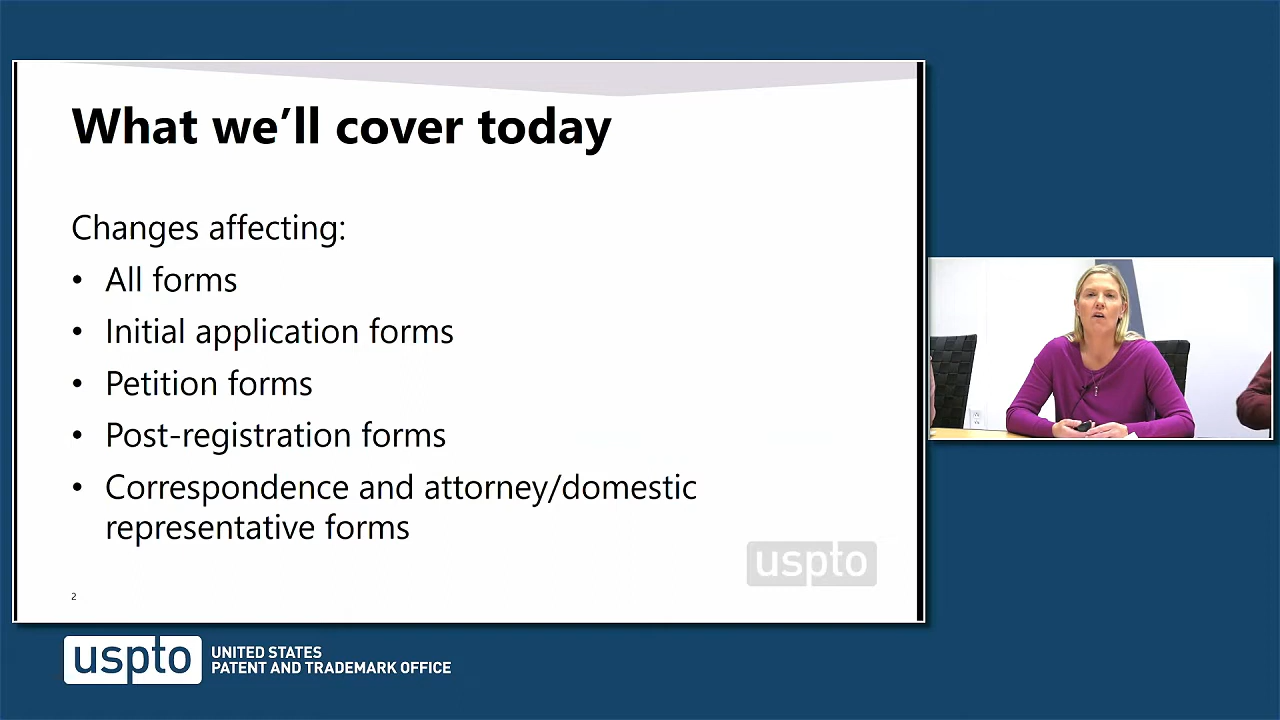 What we'll cover today
Changes affecting:
• All forms
• Initial application forms
• Petition forms
• Post-registration forms
• Correspondence and attorney/domestic
representative forms
uspto
2
uspto
UNITED STATES
PATENT AND TRADEMARK OFFICE